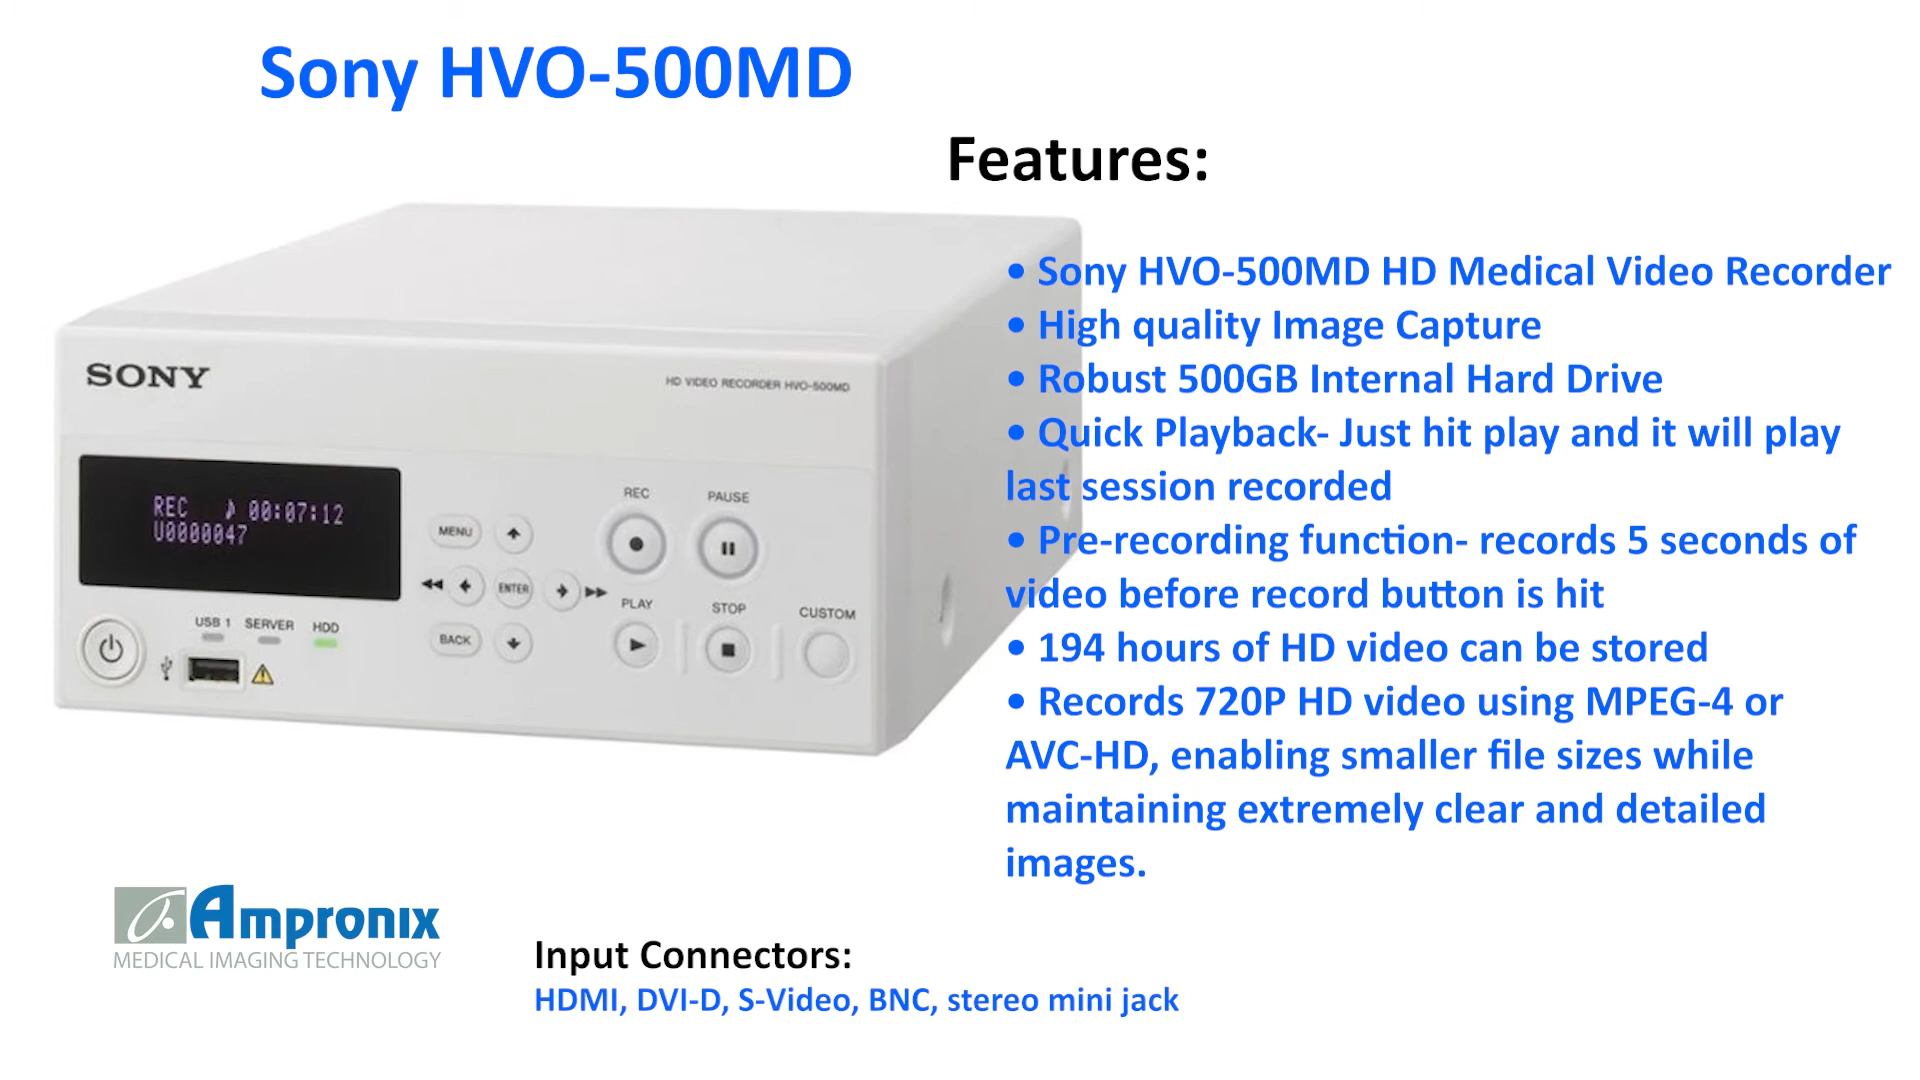 Sony HVO-500MD
Features:
• Sony HVO-500MD HD Medical Video Recorder
• High quality Image Capture
• Robust 500GB Internal Hard Drive
• Quick Playback- Just hit play and it will play
last session recorded
• Pre-recording function- records 5 seconds of
video before record button is hit
• 194 hours of HD video can be stored
• Records 720P HD video using MPEG-4 or
AVC-HD, enabling smaller file sizes while
maintaining extremely clear and detailed
images.
SONY
HD VIDEO RECORDER HVO-500MD
REC ♪ 00:07:12
U0000047
REC PAUSE
MENU
ENTER
BACK
PLAY STOP CUSTOM
USB 1 SERVER HDD
Ampronix
MEDICAL IMAGING TECHNOLOGY
Input Connectors:
HDMI, DVI-D, S-Video, BNC, stereo mini jack